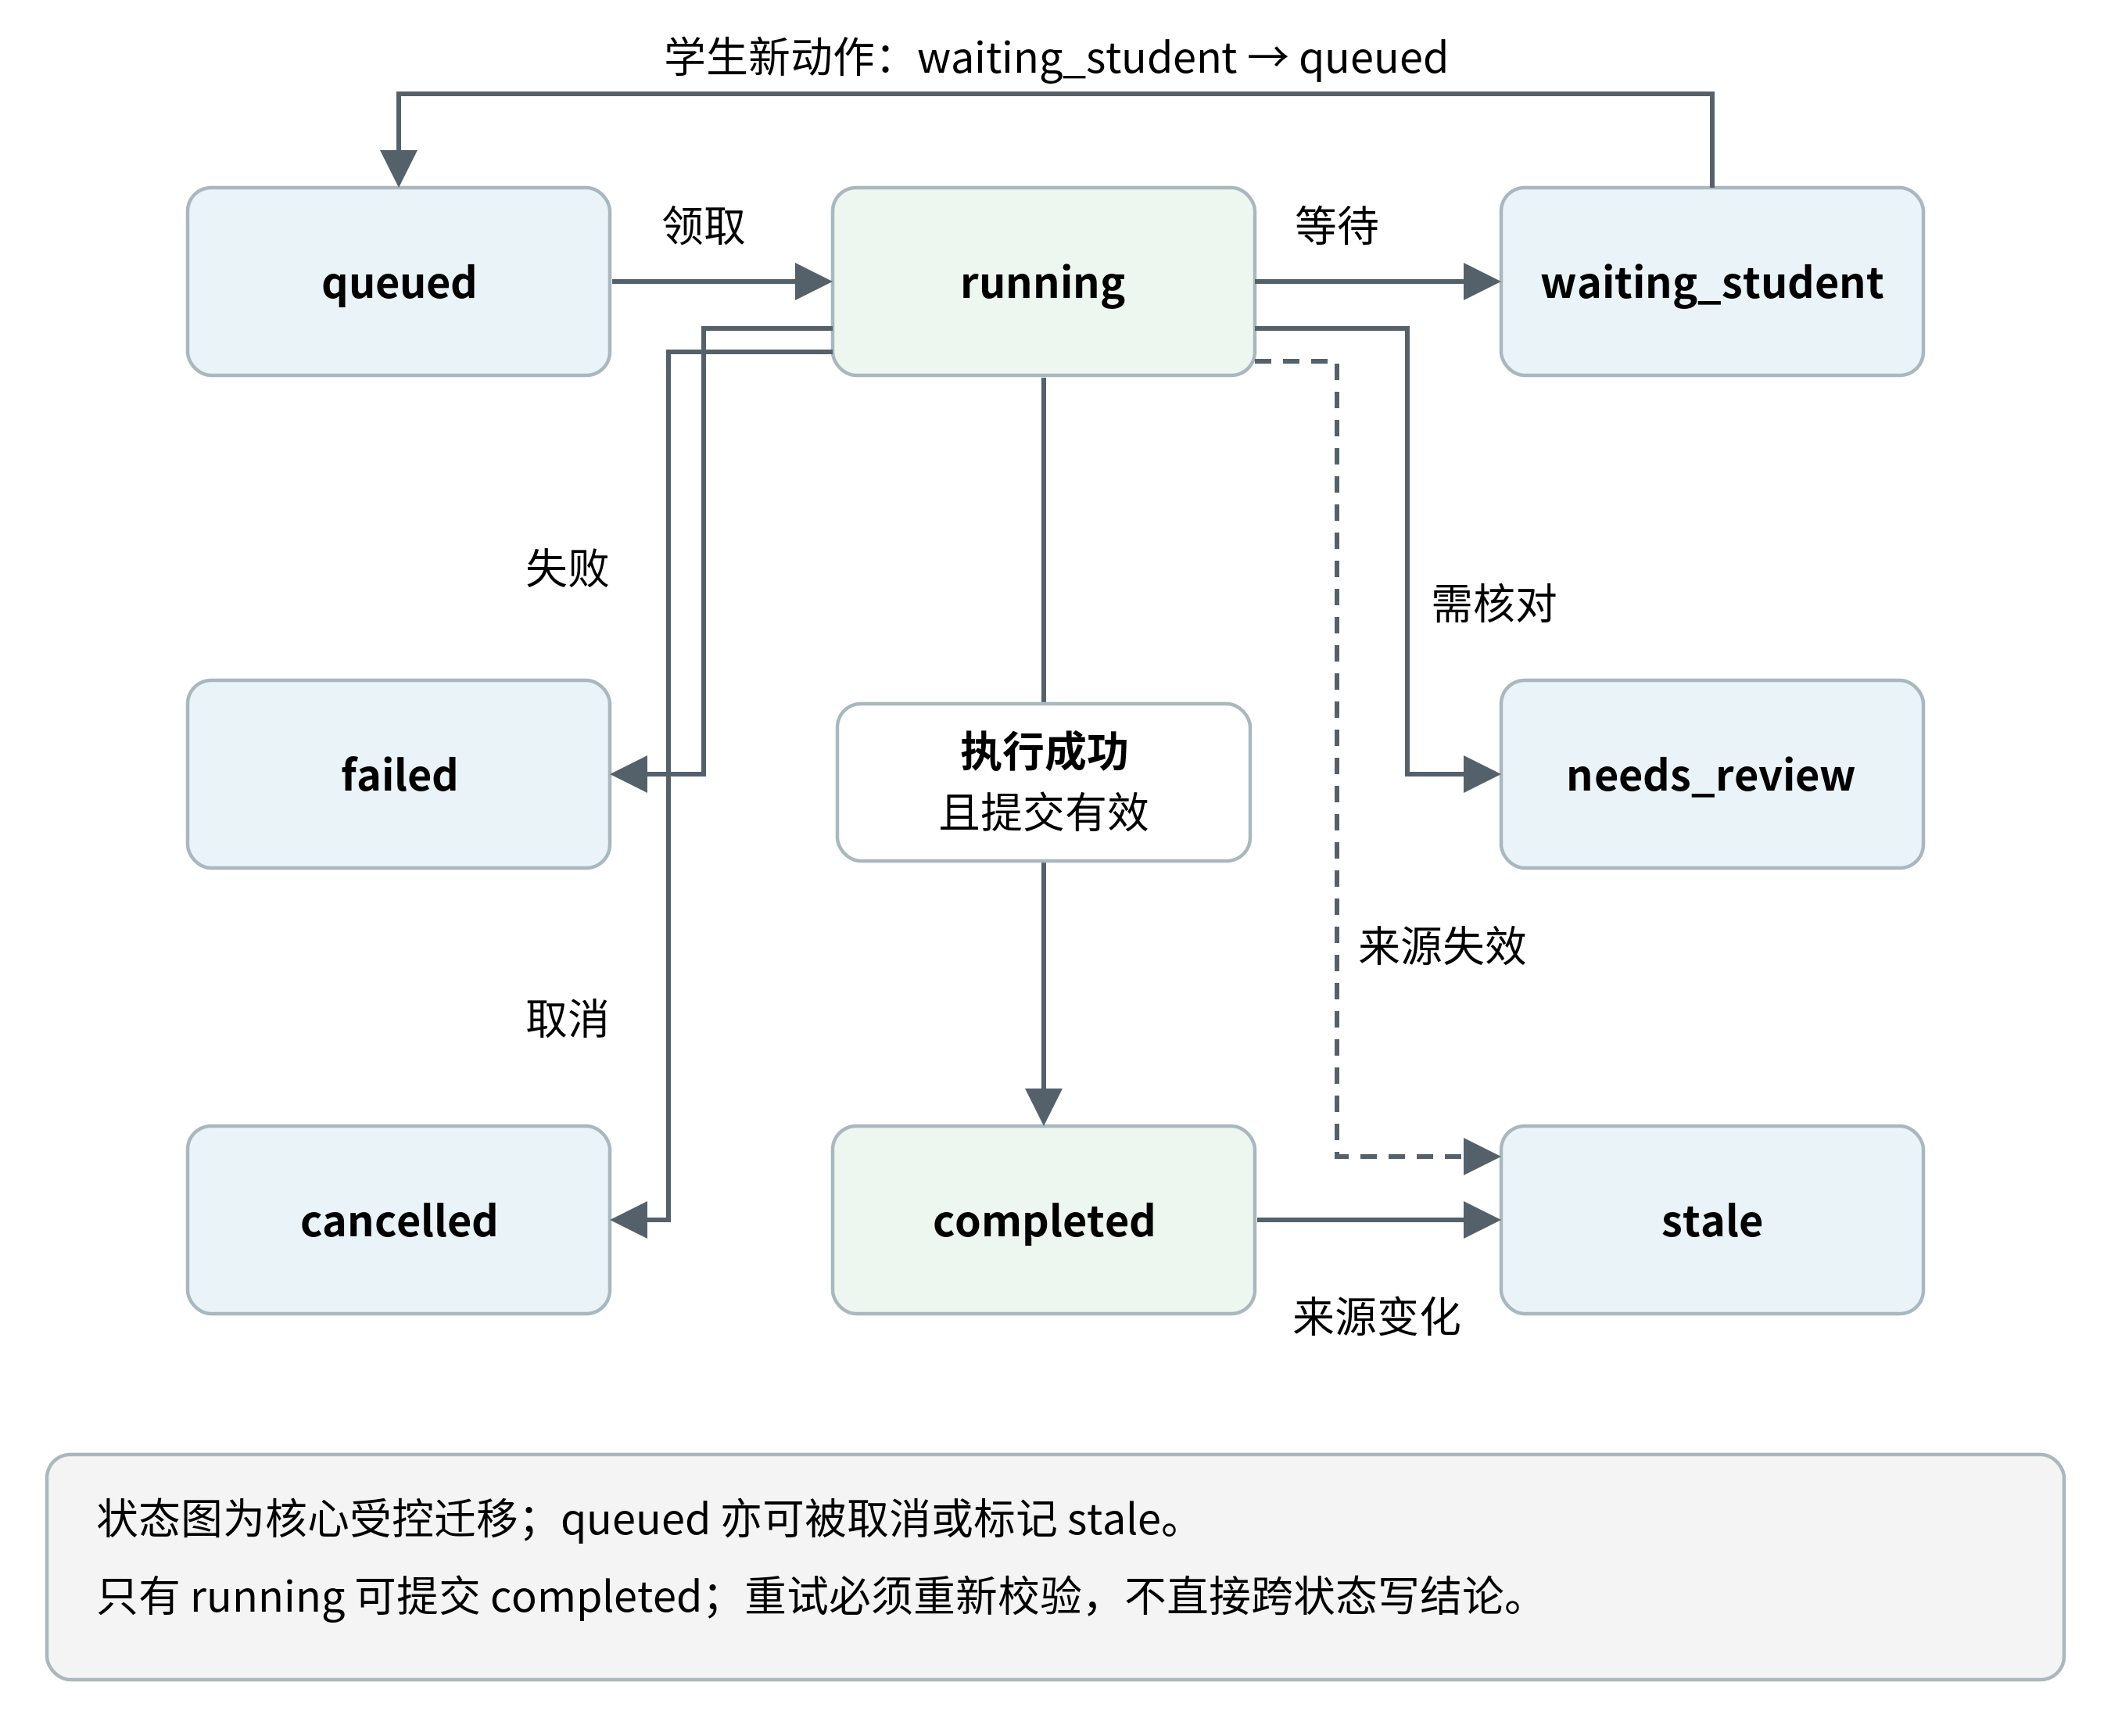 学生新动作：waiting_student → queued
领取
等待
queued
running
waiting_student
失败
需核对
failed
执行成功
且提交有效
needs_review
来源失效
取消
cancelled
completed
stale
来源变化
状态图为核心受控迁移；queued 亦可被取消或标记 stale。
只有 running 可提交 completed；重试必须重新校验，不直接跨状态写结论。